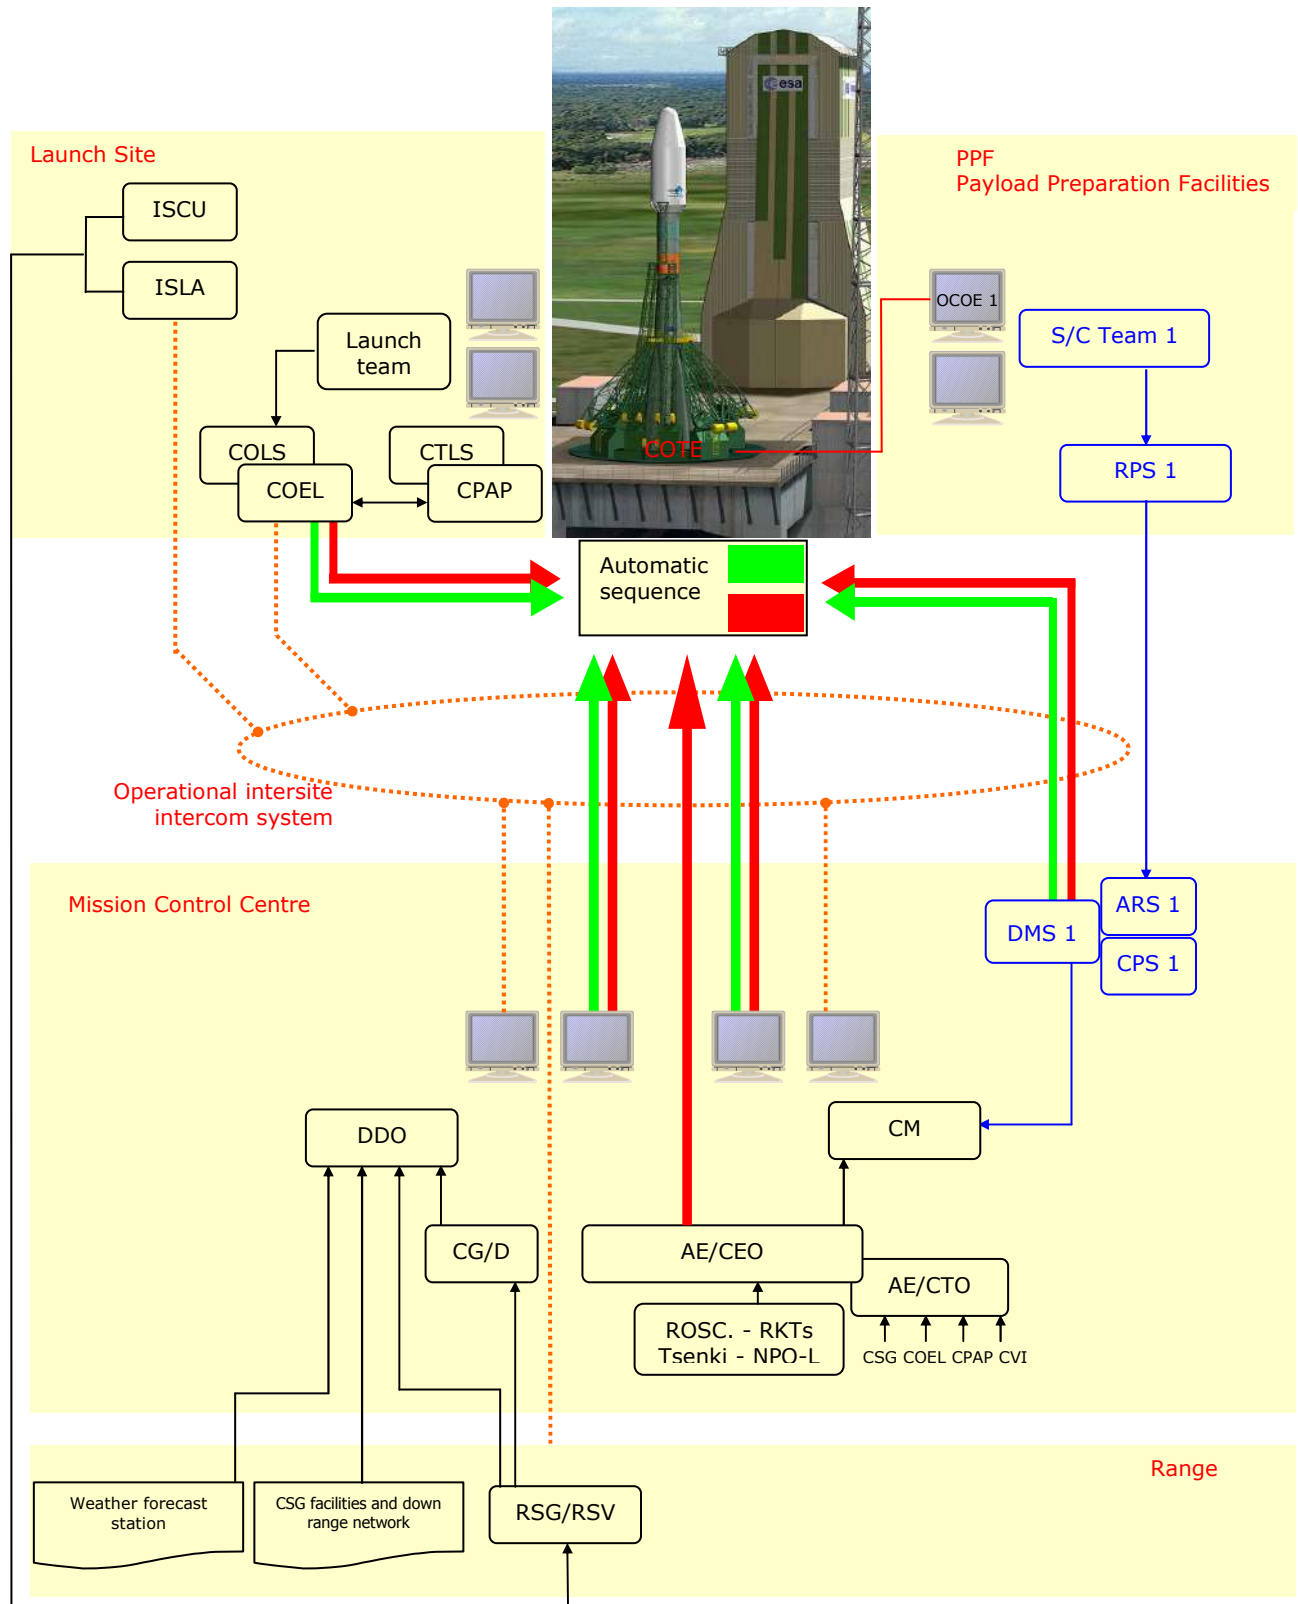 esa
Launch Site
PPF
Payload Preparation Facilities
ISCU
ISLA
OCOE 1
S/C Team 1
Launch
team
COLS
CTLS
COTE
RPS 1
COEL
CPAP
Automatic
sequence
Operational intersite
intercom system
Mission Control Centre
ARS 1
DMS 1
CPS 1
DDO
CM
CG/D
AE/CEO
AE/CTO
ROSC. - RKTs
Tsenki - NPO-L
CSG COEL CPAP CVI
Range
Weather forecast
station
CSG facilities and down
range network
RSG/RSV